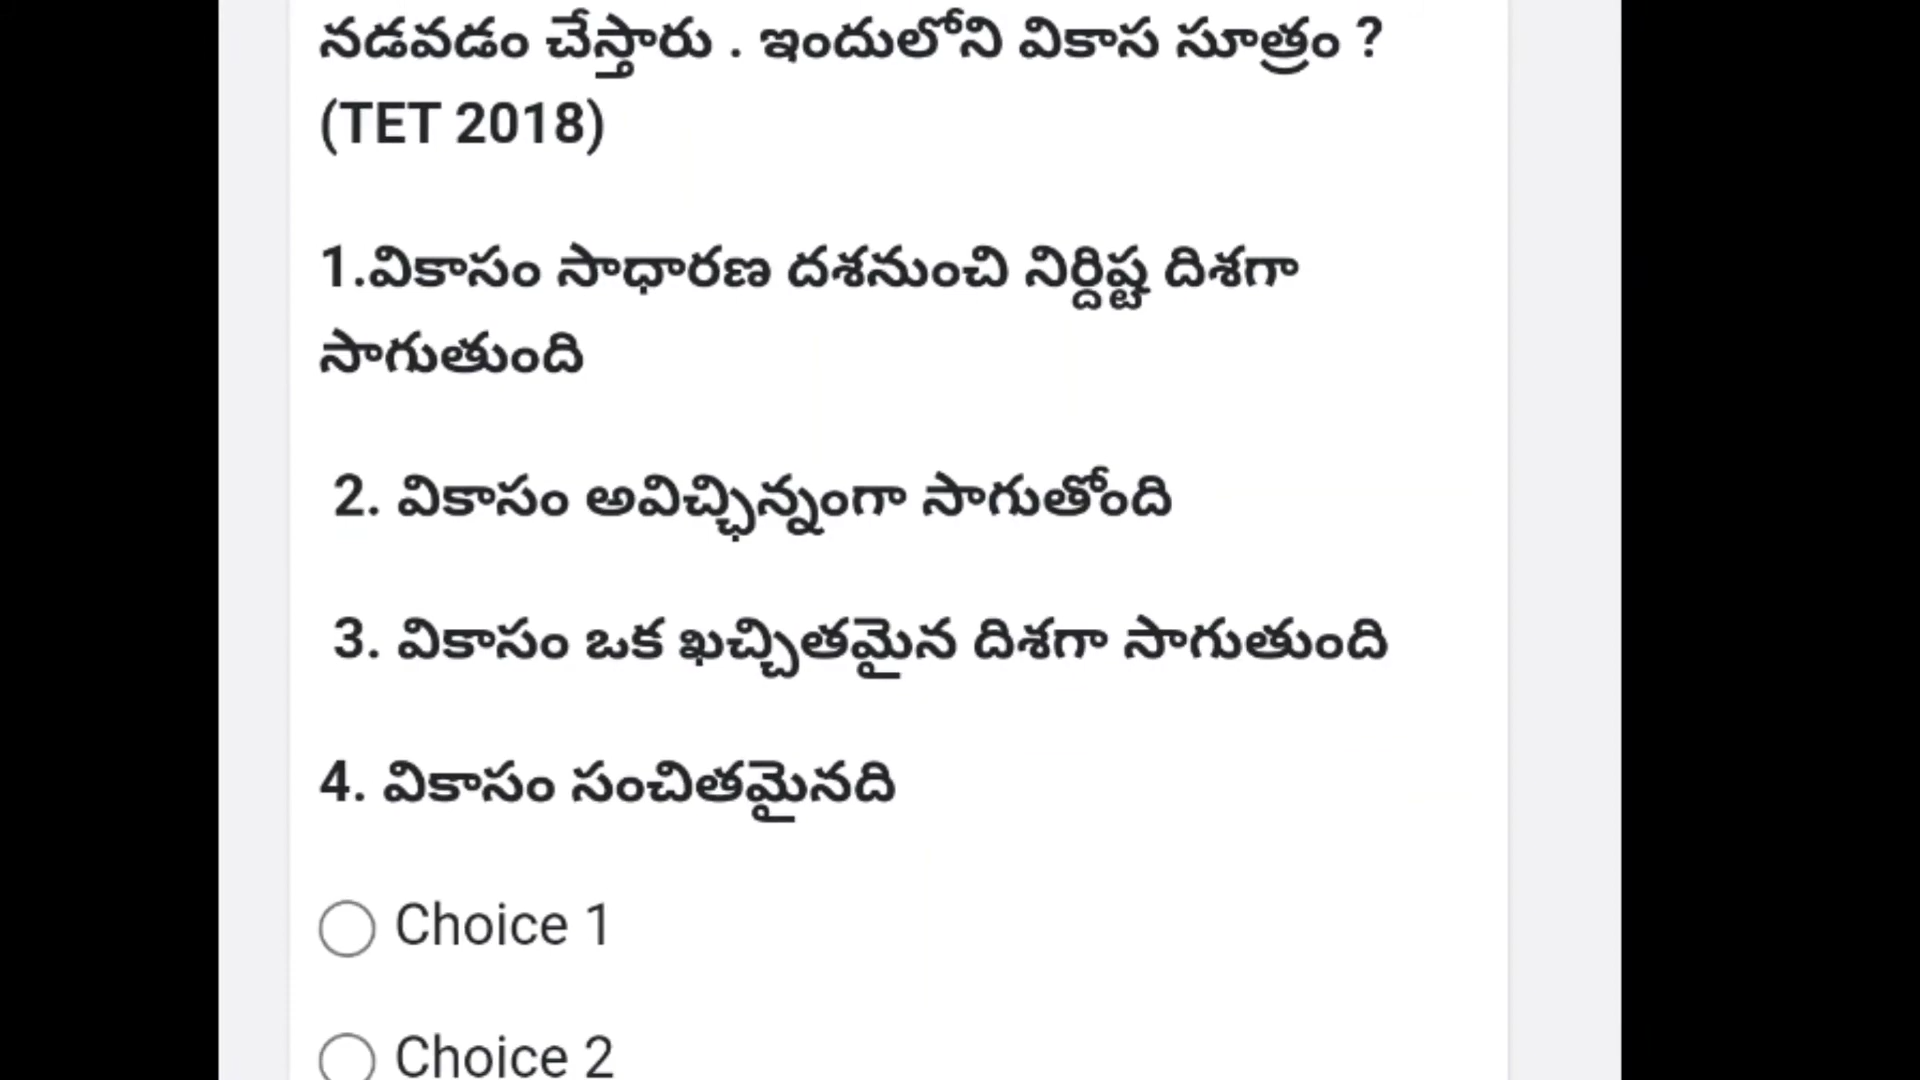 నడవడం చేస్తారు . ఇందులోని వికాస సూత్రం ?
(TET 2018)
1.వికాసం సాధారణ దశనుంచి నిర్దిష్ట దిశగా
సాగుతుంది
2. వికాసం అవిచ్ఛిన్నంగా సాగుతోంది
3. వికాసం ఒక ఖచ్చితమైన దిశగా సాగుతుంది
4. వికాసం సంచితమైనది
Choice 1
Choice 2